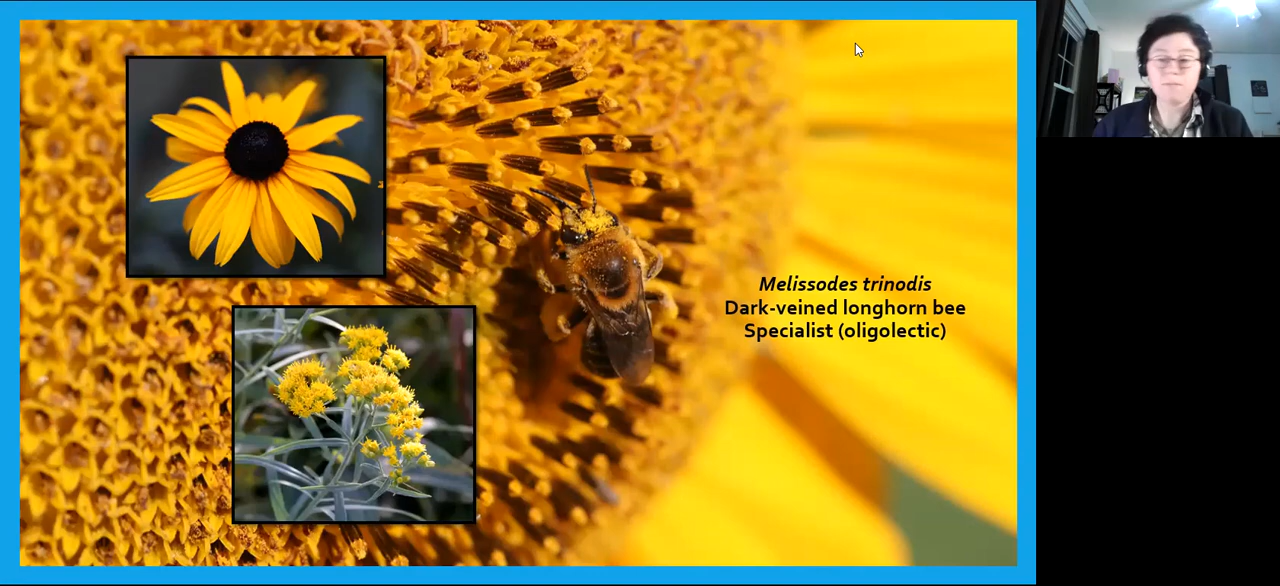 Melissodes trinodis
Dark-veined longhorn bee
Specialist (oligolectic)